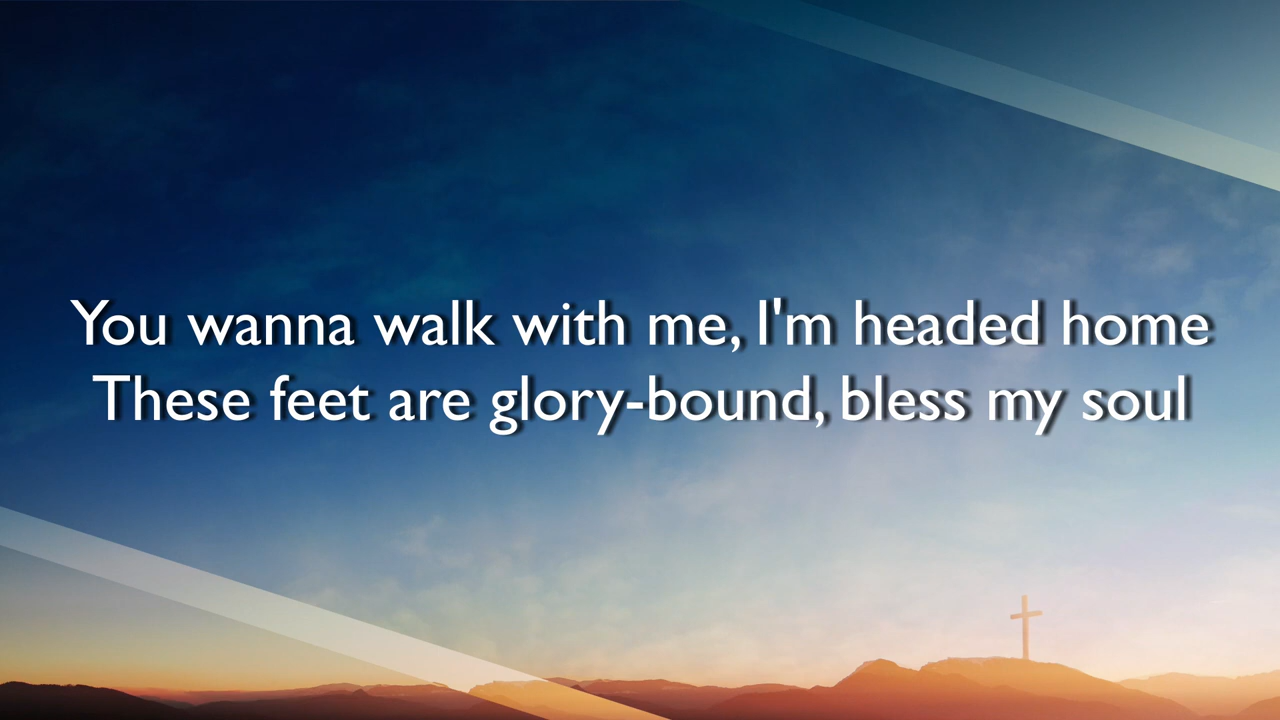 You wanna walk with me, I'm headed home
These feet are glory-bound, bless my soul